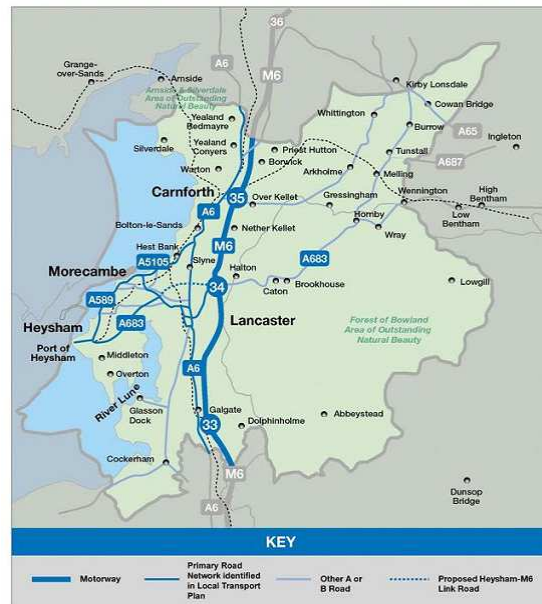 36
A6
M6
Grange-
over-Sands
Arnside
Kirby Lonsdale
Arnside & Silverdale
Area of Outstanding
Natural Beauty
Cowan Bridge
Yealand
Redmayre
Whittington
Burrow
A65
Silverdale
Yealand
Conyers
Priest Hutton
Tunstall
Ingleton
Borwick
A687
Warton
Arkholme
Melling
Carnforth
35
Over Kellet
Gressingham
Wennington
High
Bentham
A6
Hornby
Low
Bentham
Bolton-le-Sands
Nether Kellet
Wray
Hest Bank
M6
A5105
Slyne
A683
Morecambe
Halton
34
Caton
Brookhouse
Lowgill
A589
Heysham
A683
Lancaster
Port of
Heysham
Forest of Bowland
Area of Outstanding
Natural Beauty
Middleton
Overton
A6
River Lune
Glasson
Dock
Galgate
Abbeystead
33
Dolphinholme
Cockerham
M6
A6
Dunsop
Bridge
KEY
Motorway
Primary Road
Network identified
in Local Transport
Plan
Other A or
B Road
Proposed Heysham-M6
Link Road